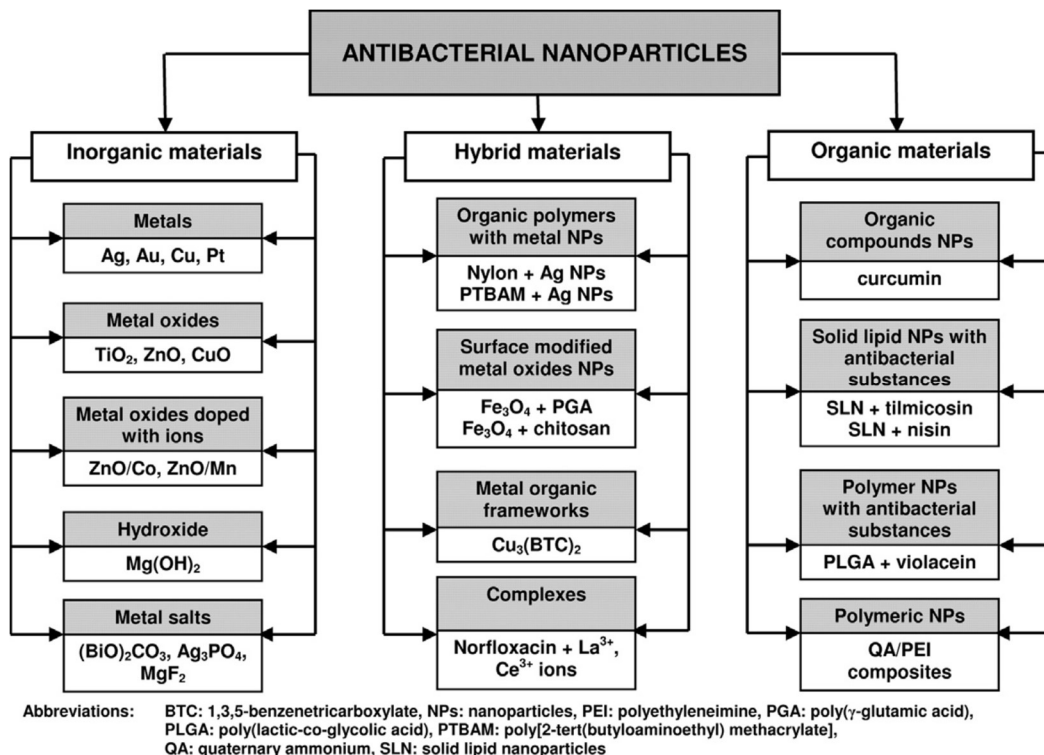 ANTIBACTERIAL NANOPARTICLES
Inorganic materials
Metals
Ag, Au, Cu, Pt
Metal oxides
TiO₂, ZnO, CuO
Metal oxides doped
with ions
ZnO/Co, ZnO/Mn
Hydroxide
Mg(OH)₂
Metal salts
(BiO)₂CO₃, Ag₃PO₄,
MgF₂
Hybrid materials
Organic polymers
with metal NPs
Nylon + Ag NPs
PTBAM + Ag NPs
Surface modified
metal oxides NPs
Fe₃O₄ + PGA
Fe₃O₄ + chitosan
Metal organic
frameworks
Cu₃(BTC)₂
Complexes
Norfloxacin + La³⁺,
Ce³⁺ ions
Organic materials
Organic
compounds NPs
curcumin
Solid lipid NPs with
antibacterial
substances
SLN + tilmicosin
SLN + nisin
Polymer NPs
with antibacterial
substances
PLGA + violacein
Polymeric NPs
QA/PEI
composites
Abbreviations: BTC: 1,3,5-benzenetricarboxylate, NPs: nanoparticles, PEI: polyethyleneimine, PGA: poly(γ-glutamic acid),
PLGA: poly(lactic-co-glycolic acid), PTBAM: poly[2-tert(butyloaminoethyl) methacrylate],
QA: quaternary ammonium, SLN: solid lipid nanoparticles